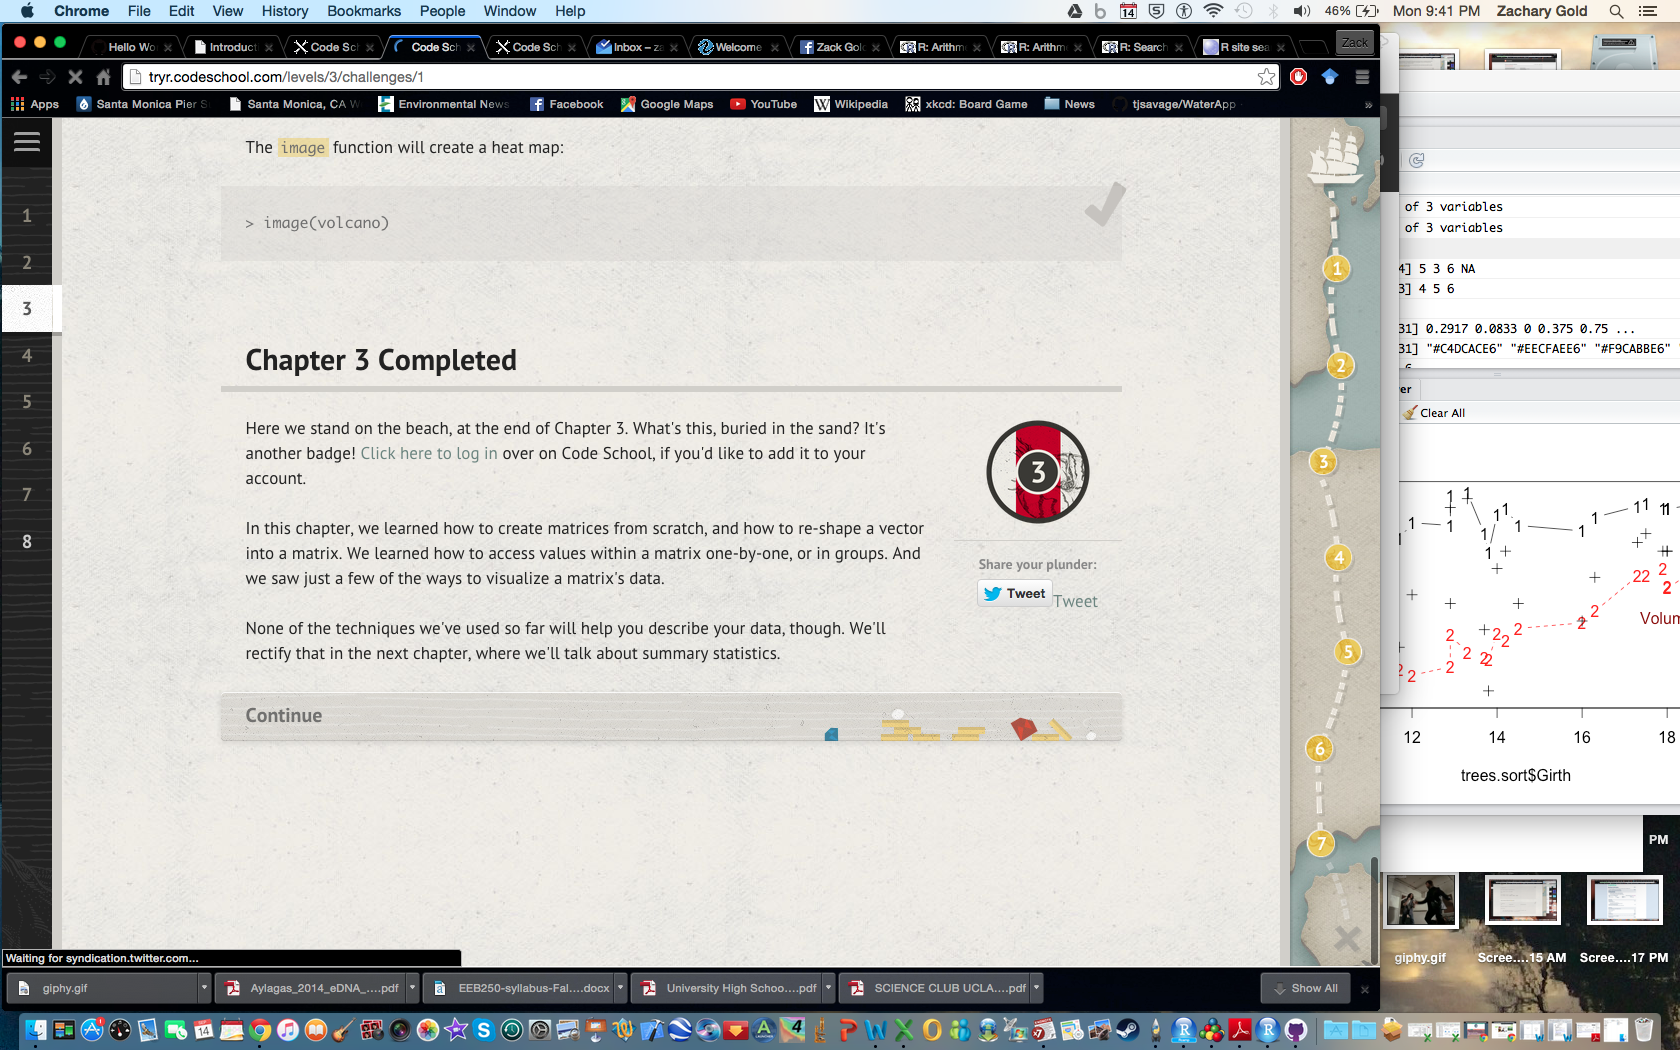 Chrome File Edit View History Bookmarks People Window Help 14 5 46% Mon 9:41 PM Zachary Gold
Hello Wo Introduct Code Sch Code Sch Code Sch Inbox – za Welcome Zack Gol R: Arithm R: Arithm R: Search R site sea Zack
tryr.codeschool.com/levels/3/challenges/1
Apps Santa Monica Pier S Santa Monica, CA W Environmental News Facebook Google Maps YouTube Wikipedia xkcd: Board Game News tjsavage/WaterApp »
The image function will create a heat map:
> image(volcano)
Chapter 3 Completed
Here we stand on the beach, at the end of Chapter 3. What's this, buried in the sand? It's
another badge! Click here to log in over on Code School, if you'd like to add it to your
account.
In this chapter, we learned how to create matrices from scratch, and how to re-shape a vector
into a matrix. We learned how to access values within a matrix one-by-one, or in groups. And
we saw just a few of the ways to visualize a matrix's data.
None of the techniques we've used so far will help you describe your data, though. We'll
rectify that in the next chapter, where we'll talk about summary statistics.
3
Share your plunder:
Tweet Tweet
Continue
1
2
3
4
5
6
7
8
1
2
3
4
5
6
7
of 3 variables
of 3 variables
4] 5 3 6 NA
3] 4 5 6
31] 0.2917 0.0833 0 0.375 0.75 ...
31] "#C4DCACE6" "#EECFAEE6" "#F9CABBE6"
er
Clear All
Volum
12 14 16 18
trees.sort$Girth
PM
giphy.gif Scree....15 AM Scree....17 PM
Waiting for syndication.twitter.com...
giphy.gif Aylagas_2014_eDNA_....pdf EEB250-syllabus-Fal....docx University High Schoo....pdf SCIENCE CLUB UCLA....pdf Show All